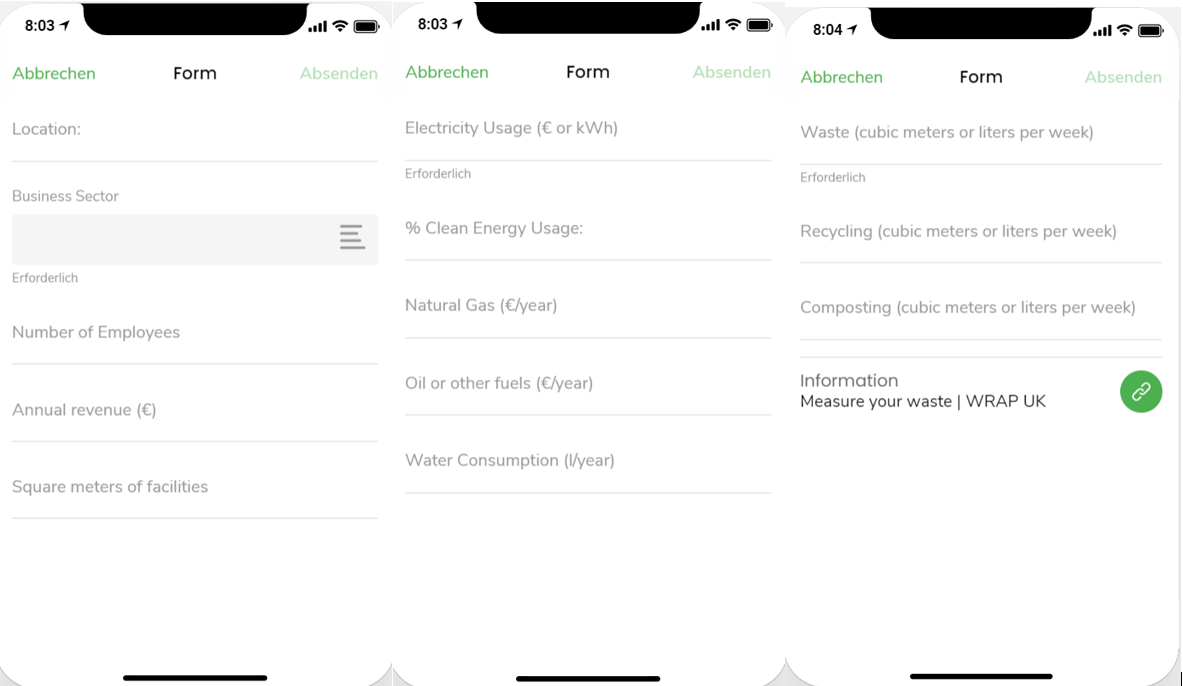 8:03
Abbrechen Form Absenden
Location:
Business Sector
Erforderlich
Number of Employees
Annual revenue (€)
Square meters of facilities
8:03
Abbrechen Form Absenden
Electricity Usage (€ or kWh)
Erforderlich
% Clean Energy Usage:
Natural Gas (€/year)
Oil or other fuels (€/year)
Water Consumption (l/year)
8:04
Abbrechen Form Absenden
Waste (cubic meters or liters per week)
Erforderlich
Recycling (cubic meters or liters per week)
Composting (cubic meters or liters per week)
Information
Measure your waste | WRAP UK